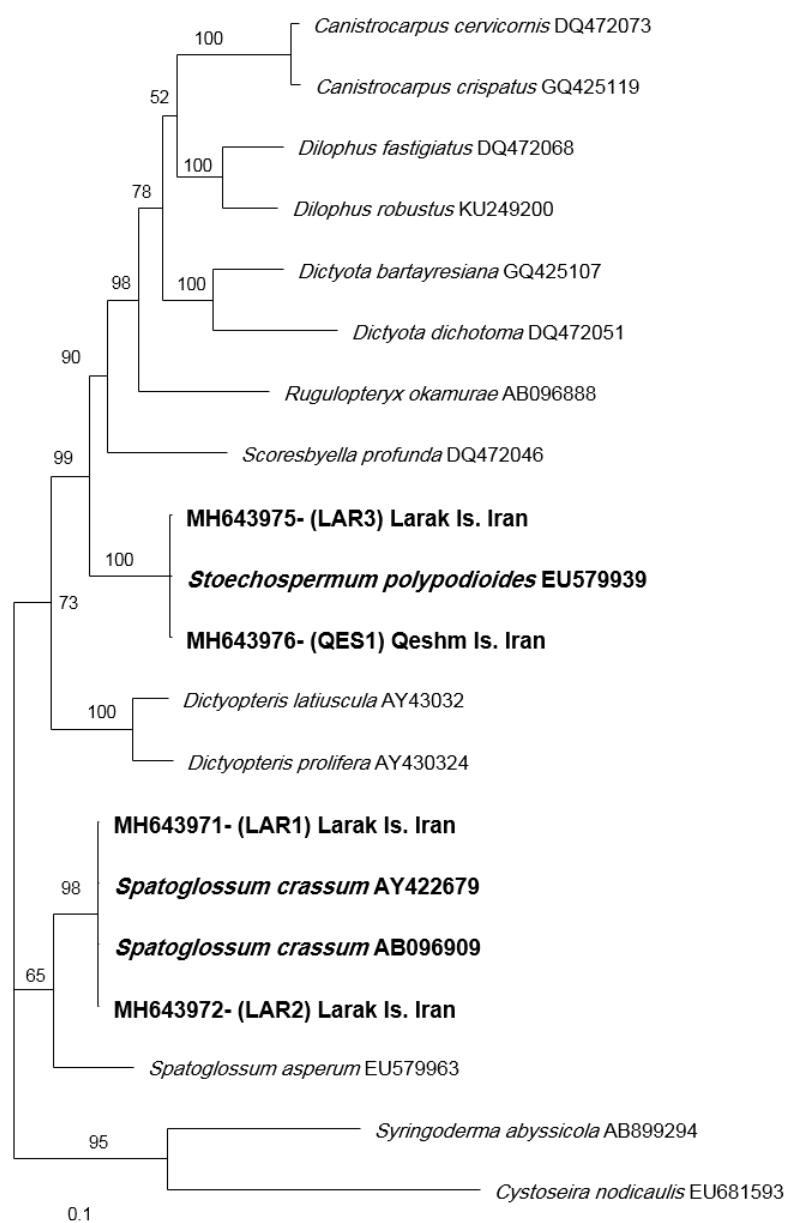 100
Canistrocarpus cervicornis DQ472073
Canistrocarpus crispatus GQ425119
52
Dilophus fastigiatus DQ472068
100
78
Dilophus robustus KU249200
98
Dictyota bartayresiana GQ425107
100
Dictyota dichotoma DQ472051
90
Rugulopteryx okamurae AB096888
99
Scoresbyella profunda DQ472046
MH643975- (LAR3) Larak Is. Iran
100
Stoechospermum polypodioides EU579939
73
MH643976- (QES1) Qeshm Is. Iran
Dictyopteris latiuscula AY43032
100
Dictyopteris prolifera AY430324
MH643971- (LAR1) Larak Is. Iran
98
Spatoglossum crassum AY422679
Spatoglossum crassum AB096909
65
MH643972- (LAR2) Larak Is. Iran
Spatoglossum asperum EU579963
95
Syringoderma abyssicola AB899294
Cystoseira nodicaulis EU681593
0.1